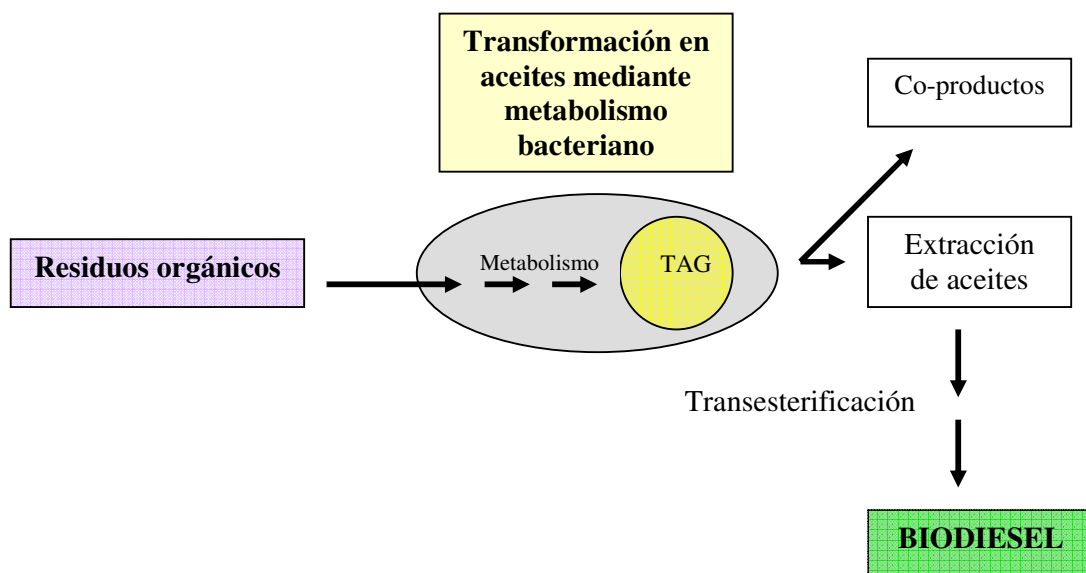 Transformación en
aceites mediante
metabolismo
bacteriano
Co-productos
Residuos orgánicos
Metabolismo
TAG
Extracción
de aceites
Transesterificación
BIODIESEL